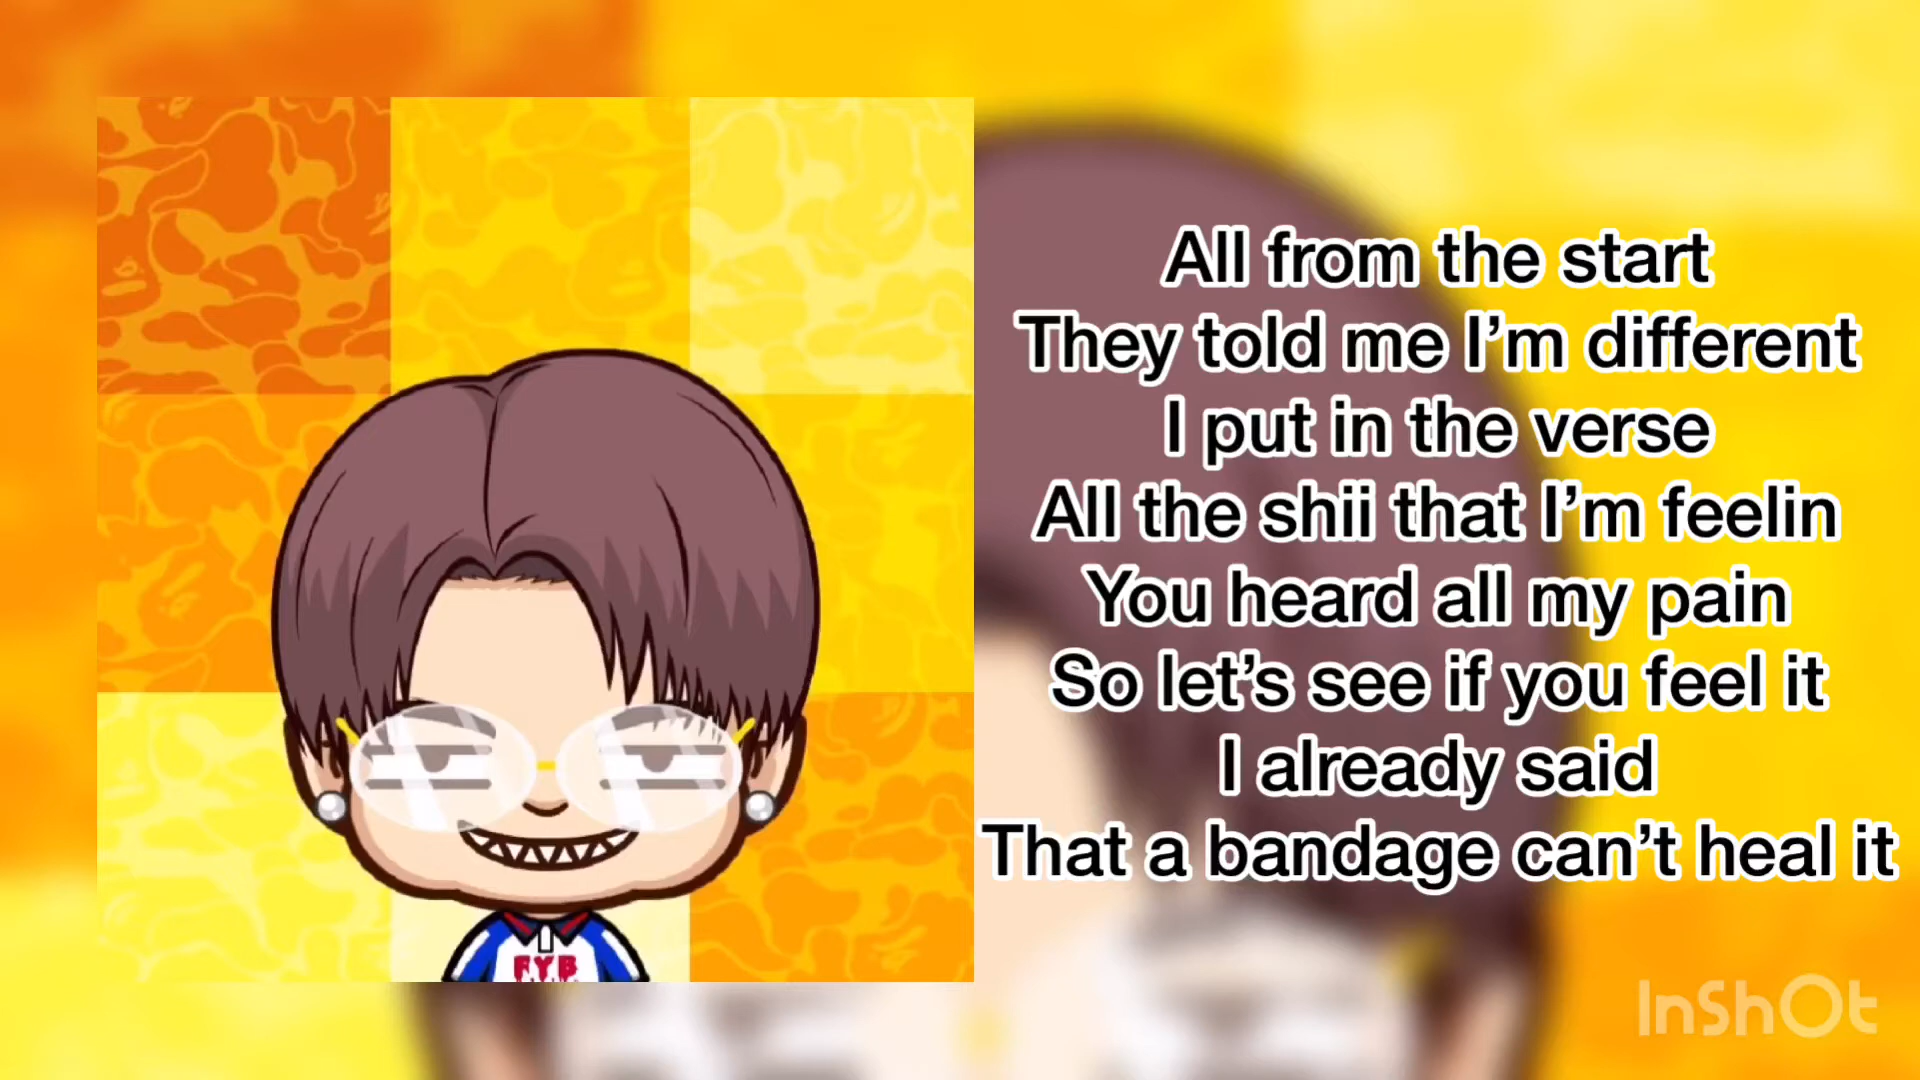 All from the start
They told me I’m different
I put in the verse
All the shii that I’m feelin
You heard all my pain
So let’s see if you feel it
I already said
That a bandage can’t heal it
FYB
InShOt